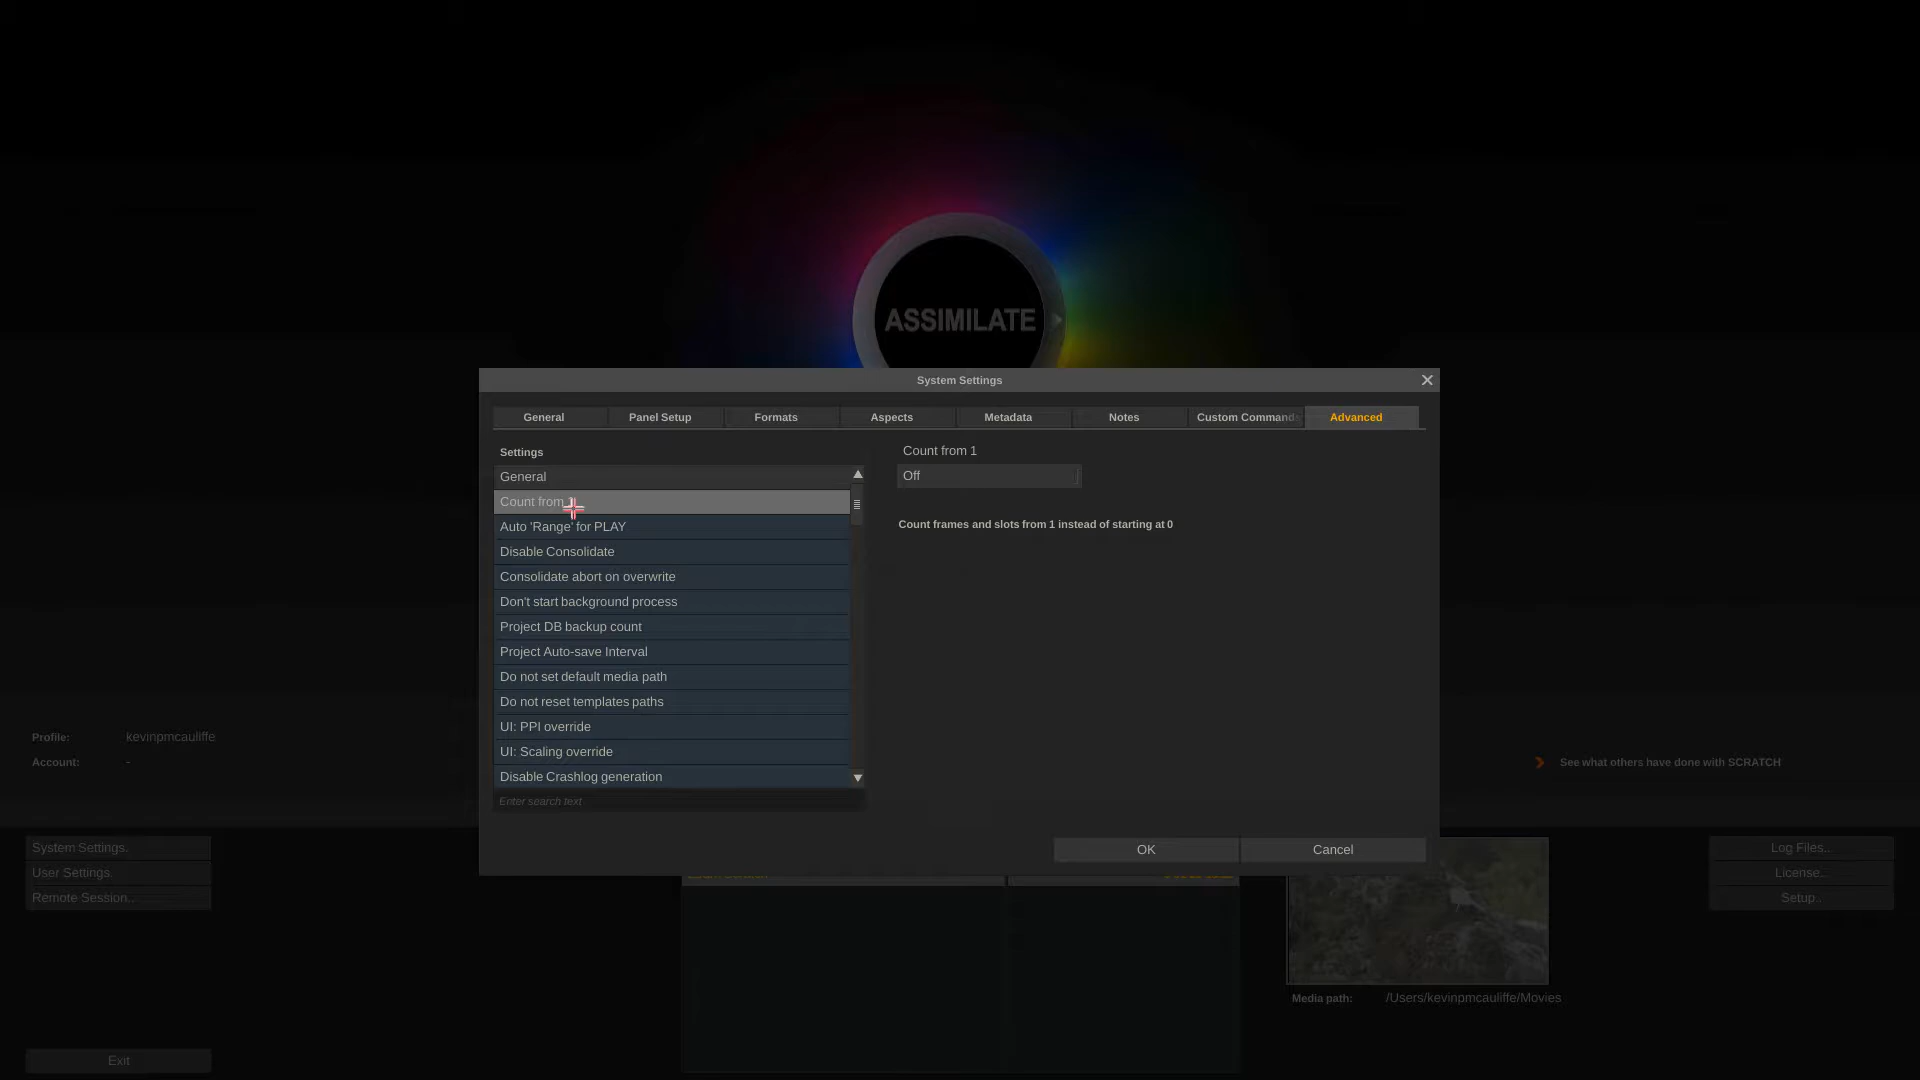 ASSIMILATE
System Settings
General
Panel Setup
Formats
Aspects
Metadata
Notes
Custom Commands
Advanced
Settings
General
Count from
Auto 'Range' for PLAY
Disable Consolidate
Consolidate abort on overwrite
Don't start background process
Project DB backup count
Project Auto-save Interval
Do not set default media path
Do not reset templates paths
UI: PPI override
UI: Scaling override
Disable Crashlog generation
Enter search text
Count from 1
Off
Count frames and slots from 1 instead of starting at 0
OK
Cancel
Profile: kevinpmcauliffe
Account: -
See what others have done with SCRATCH
System Settings..
User Settings.
Remote Session..
Exit
Log Files..
License..
Setup..
Media path: /Users/kevinpmcauliffe/Movies